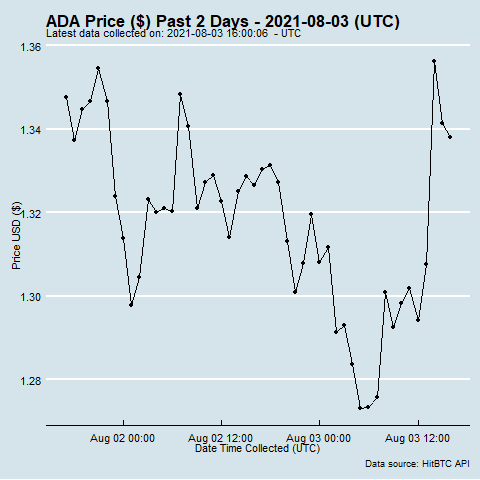 ADA Price ($) Past 2 Days - 2021-08-03 (UTC)
Latest data collected on: 2021-08-03 16:00:06 - UTC
1.36
1.34
1.32
1.30
1.28
Price USD ($)
Aug 02 00:00 Aug 02 12:00 Aug 03 00:00 Aug 03 12:00
Date Time Collected (UTC)
Data source: HitBTC API